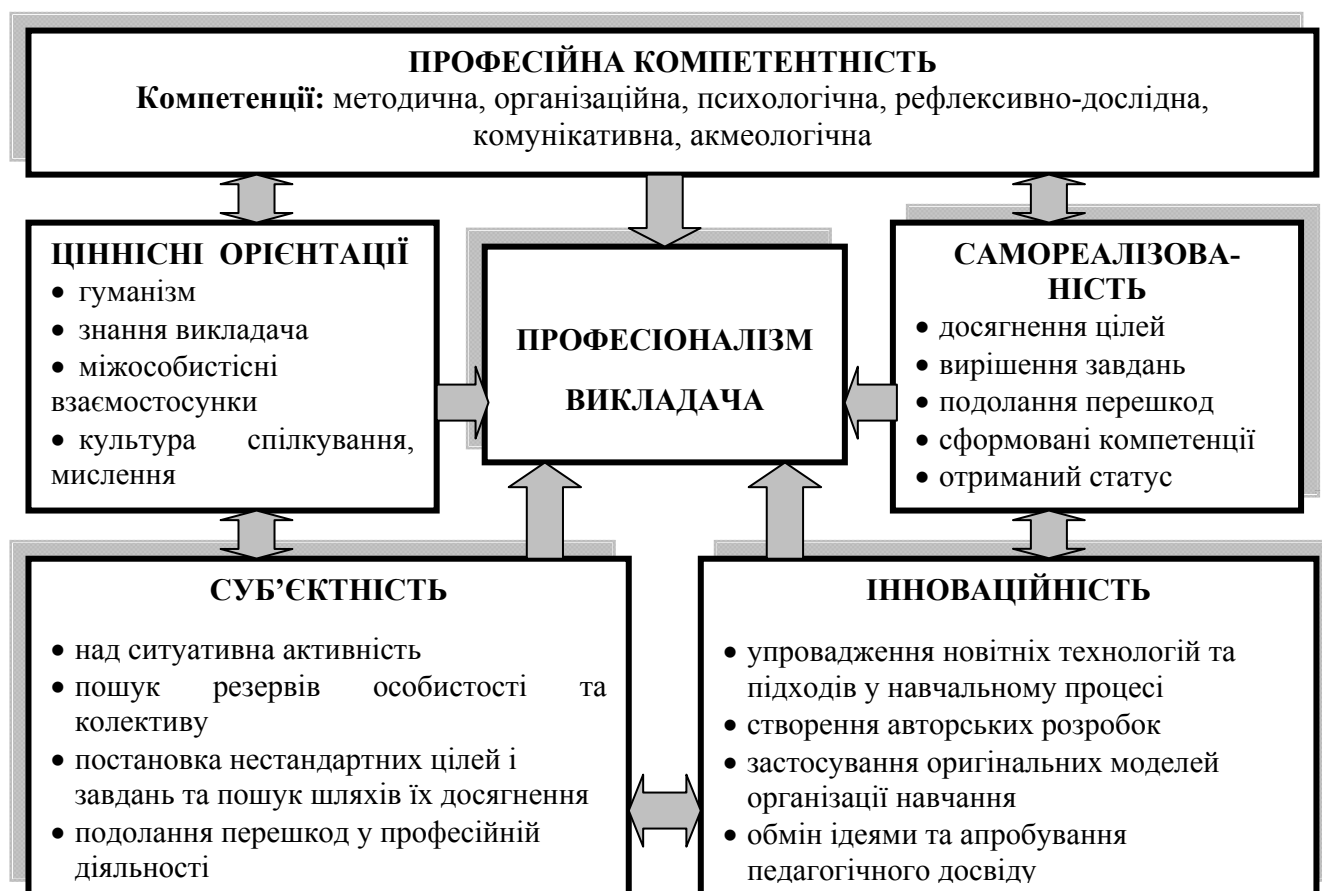 ПРОФЕСІЙНА КОМПЕТЕНТНІСТЬ
Компетенції: методична, організаційна, психологічна, рефлексивно-дослідна,
комунікативна, акмеологічна
ЦІННІСНІ ОРІЄНТАЦІЇ
• гуманізм
• знання викладача
• міжособистісні
взаємостосунки
• культура спілкування,
мислення
ПРОФЕСІОНАЛІЗМ
ВИКЛАДАЧА
САМОРЕАЛІЗОВА-
НІСТЬ
• досягнення цілей
• вирішення завдань
• подолання перешкод
• сформовані компетенції
• отриманий статус
СУБ’ЄКТНІСТЬ
• над ситуативна активність
• пошук резервів особистості та
колективу
• постановка нестандартних цілей і
завдань та пошук шляхів їх досягнення
• подолання перешкод у професійній
діяльності
ІННОВАЦІЙНІСТЬ
• упровадження новітніх технологій та
підходів у навчальному процесі
• створення авторських розробок
• застосування оригінальних моделей
організації навчання
• обмін ідеями та апробування
педагогічного досвіду